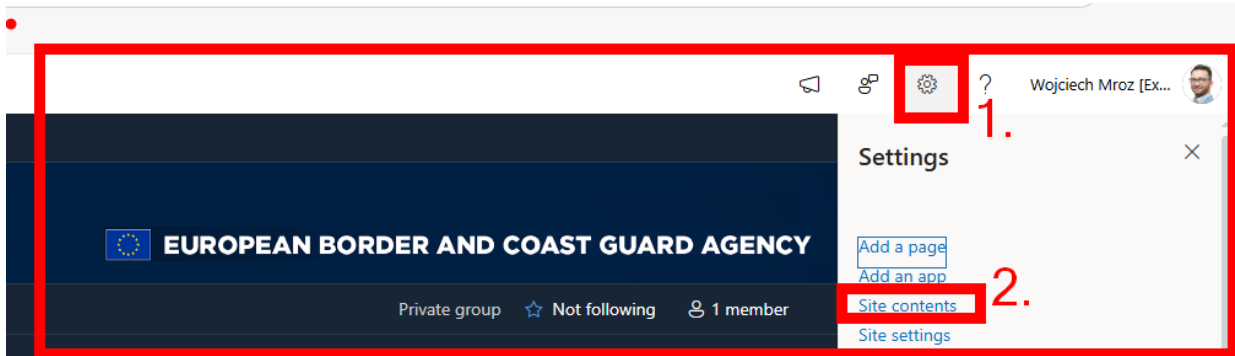 ? Wojciech Mroz [Ex...
1.
Settings
EUROPEAN BORDER AND COAST GUARD AGENCY
Add a page
Add an app
2.
Site contents
Private group Not following 1 member
Site settings